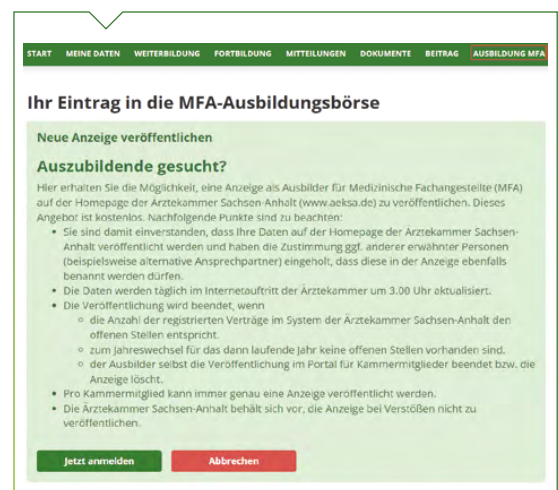 START MEINE DATEN WEITERBILDUNG FORTBILDUNG MITTEILUNGEN DOKUMENTE BEITRAG AUSBILDUNG MFA
Ihr Eintrag in die MFA-Ausbildungsbörse
Neue Anzeige veröffentlichen
Auszubildende gesucht?
Hier erhalten Sie die Möglichkeit, eine Anzeige als Ausbilder für Medizinische Fachangestellte (MFA)
auf der Homepage der Ärztekammer Sachsen-Anhalt (www.aeksa.de) zu veröffentlichen. Dieses
Angebot ist kostenlos. Nachfolgende Punkte sind zu beachten:
• Sie sind damit einverstanden, dass Ihre Daten auf der Homepage der Ärztekammer Sachsen-
Anhalt veröffentlicht werden und haben die Zustimmung ggf. anderer erwähnter Personen
(beispielsweise alternative Ansprechpartner) eingeholt, dass diese in der Anzeige ebenfalls
benannt werden dürfen.
• Die Daten werden täglich im Internetauftritt der Ärztekammer um 3.00 Uhr aktualisiert.
• Die Veröffentlichung wird beendet, wenn
◦ die Anzahl der registrierten Verträge im System der Ärztekammer Sachsen-Anhalt den
offenen Stellen entspricht.
◦ zum Jahreswechsel für das dann laufende Jahr keine offenen Stellen vorhanden sind.
◦ der Ausbilder selbst die Veröffentlichung im Portal für Kammermitglieder beendet bzw. die
Anzeige löscht.
• Pro Kammermitglied kann immer genau eine Anzeige veröffentlicht werden.
• Die Ärztekammer Sachsen-Anhalt behält sich vor, die Anzeige bei Verstößen nicht zu
veröffentlichen.
Jetzt anmelden Abbrechen